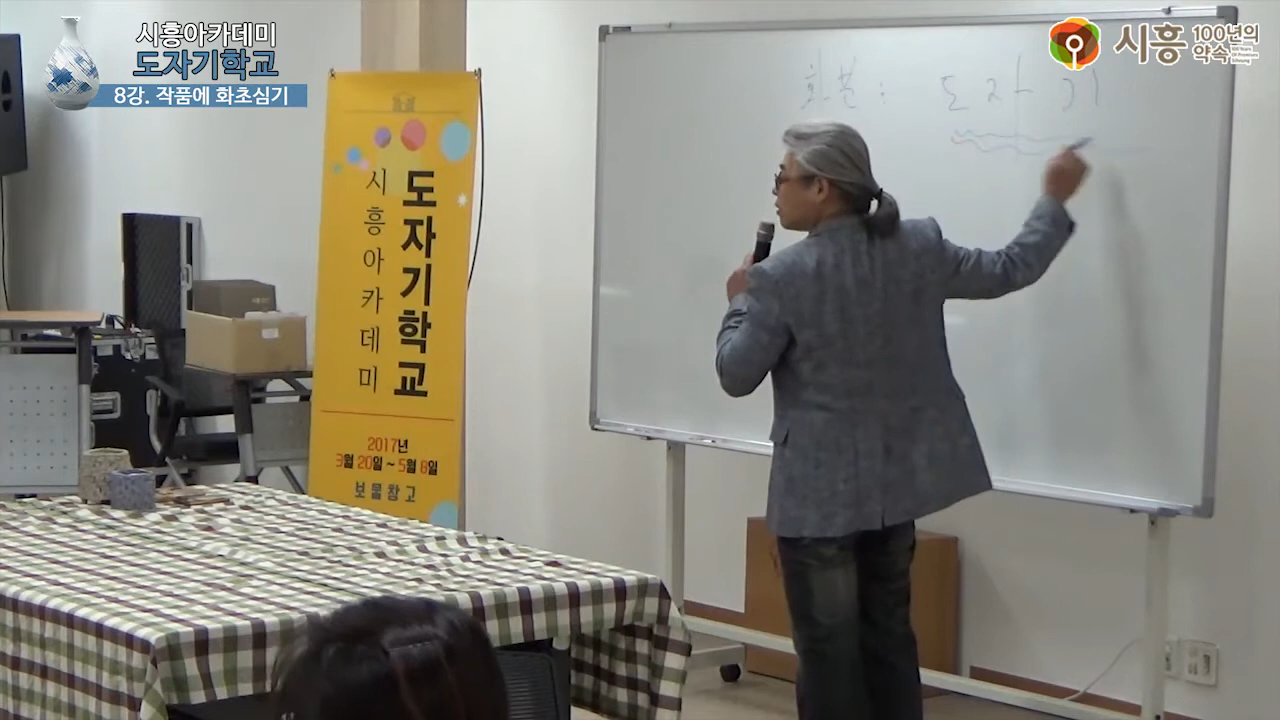 시흥아카데미
도자기학교
8강. 작품에 화초심기
시흥 100년의 약속
화분: 도자기
도자기학교
시흥아카데미
2017년
3월 20일 ~ 5월 8일
보물창고